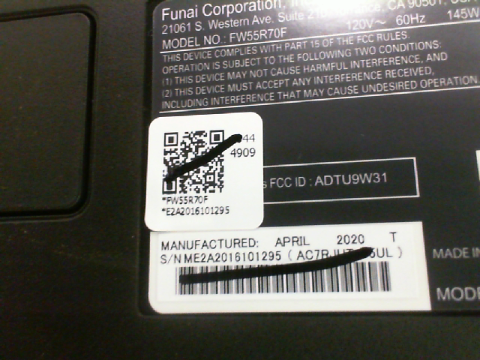 Funai Corporation,
21061 S. Western Ave. Suite
120V~ 60Hz 145W
MODEL NO : FW55R70F
THIS DEVICE COMPLIES WITH PART 15 OF THE FCC RULES.
OPERATION IS SUBJECT TO THE FOLLOWING TWO CONDITIONS:
(1) THIS DEVICE MAY NOT CAUSE HARMFUL INTERFERENCE, AND
(2) THIS DEVICE MUST ACCEPT ANY INTERFERENCE RECEIVED,
INCLUDING INTERFERENCE THAT MAY CAUSE UNDESIRED OPERATION.
44
4909
*FW55R70F
*E2A2016101295
FCC ID : ADTU9W31
MANUFACTURED: APRIL 2020 T
S/N ME2A2016101295
MADE IN